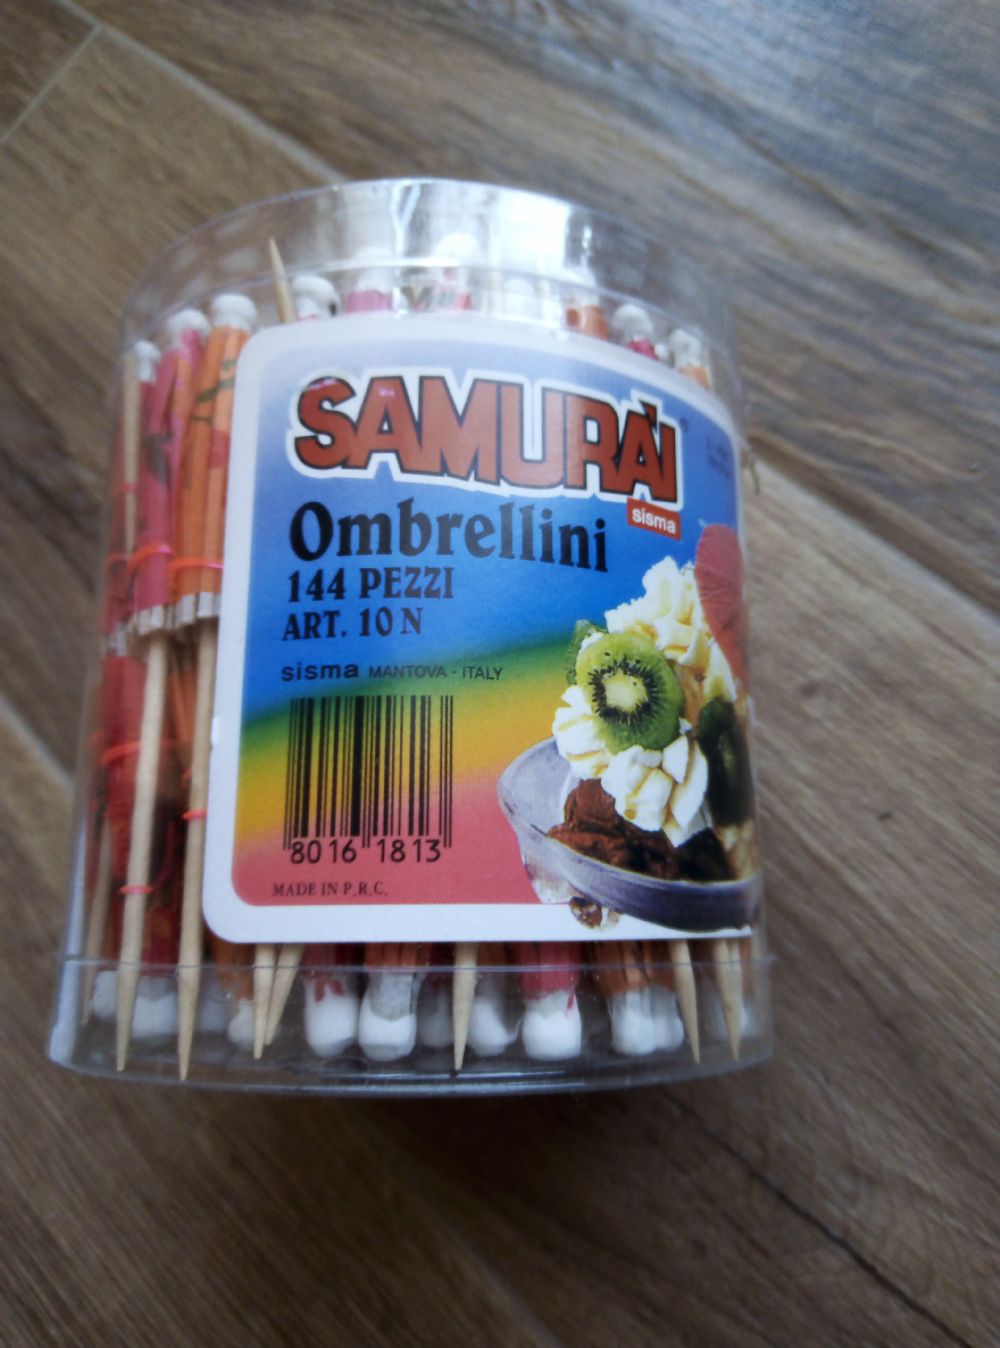 SAMURAI
sisma
Ombrellini
144 PEZZI
ART. 10 N
sisma MANTOVA - ITALY
8016 1813
MADE IN P.R.C.